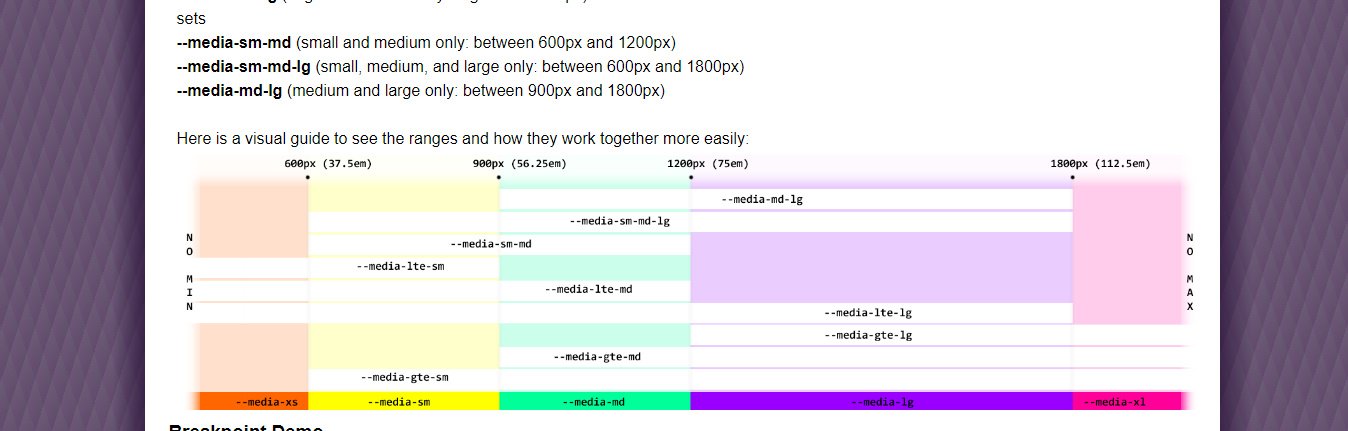 sets
--media-sm-md (small and medium only: between 600px and 1200px)
--media-sm-md-lg (small, medium, and large only: between 600px and 1800px)
--media-md-lg (medium and large only: between 900px and 1800px)
Here is a visual guide to see the ranges and how they work together more easily:
600px (37.5em) 900px (56.25em) 1200px (75em) 1800px (112.5em)
--media-md-lg
--media-sm-md-lg
--media-sm-md
--media-lte-sm
--media-lte-md
--media-lte-lg
--media-gte-lg
--media-gte-md
--media-gte-sm
NO MIN
NO MAX
--media-xs --media-sm --media-md --media-lg --media-xl
Breakpoint Demo